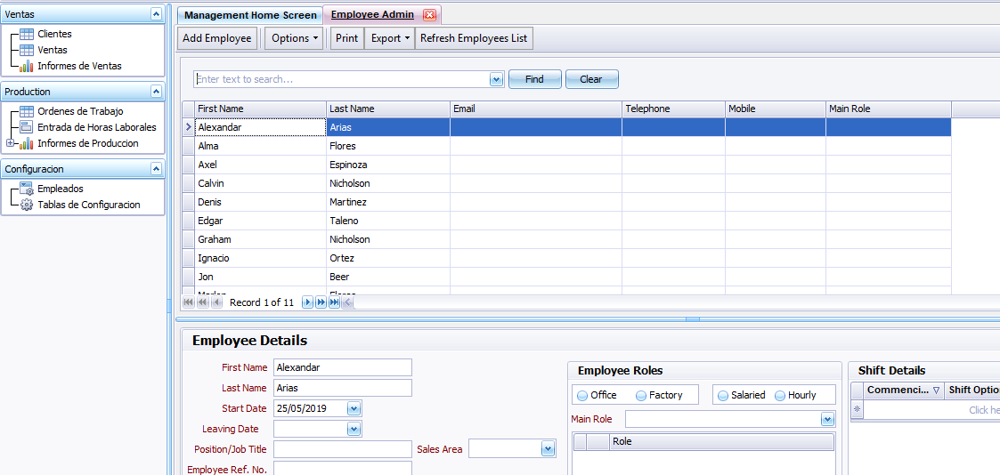 Ventas
Clientes
Ventas
Informes de Ventas
Production
Ordenes de Trabajo
Entrada de Horas Laborales
Informes de Produccion
Configuracion
Empleados
Tablas de Configuracion
Management Home Screen Employee Admin
Add Employee Options Print Export Refresh Employees List
Enter text to search... Find Clear
First Name Last Name Email Telephone Mobile Main Role
Alexandar Arias
Alma Flores
Axel Espinoza
Calvin Nicholson
Denis Martinez
Edgar Taleno
Graham Nicholson
Ignacio Ortez
Jon Beer
Record 1 of 11
Employee Details
First Name Alexandar
Last Name Arias
Start Date 25/05/2019
Leaving Date
Position/Job Title Sales Area
Employee Ref. No.
Employee Roles
Office Factory Salaried Hourly
Main Role
Role
Shift Details
Commenci... Shift Optio
Click he